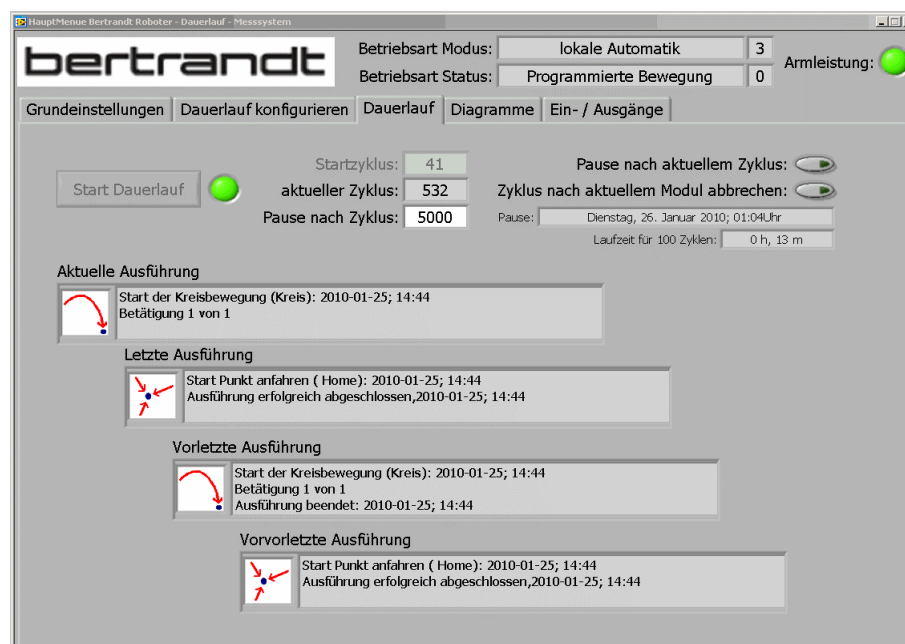 HauptMenue Bertrandt Roboter - Dauerlauf - Messsystem
bertrandt
Betriebsart Modus: lokale Automatik 3
Armleistung:
Betriebsart Status: Programmierte Bewegung 0
Grundeinstellungen Dauerlauf konfigurieren Dauerlauf Diagramme Ein- / Ausgänge
Startzyklus: 41 Pause nach aktuellem Zyklus:
Start Dauerlauf aktueller Zyklus: 532 Zyklus nach aktuellem Modul abbrechen:
Pause nach Zyklus: 5000 Pause: Dienstag, 26. Januar 2010; 01:04Uhr
Laufzeit für 100 Zyklen: 0 h, 13 m
Aktuelle Ausführung
Start der Kreisbewegung (Kreis): 2010-01-25; 14:44
Betätigung 1 von 1
Letzte Ausführung
Start Punkt anfahren ( Home): 2010-01-25; 14:44
Ausführung erfolgreich abgeschlossen,2010-01-25; 14:44
Vorletzte Ausführung
Start der Kreisbewegung (Kreis): 2010-01-25; 14:44
Betätigung 1 von 1
Ausführung beendet: 2010-01-25; 14:44
Vorvorletzte Ausführung
Start Punkt anfahren ( Home): 2010-01-25; 14:44
Ausführung erfolgreich abgeschlossen,2010-01-25; 14:44